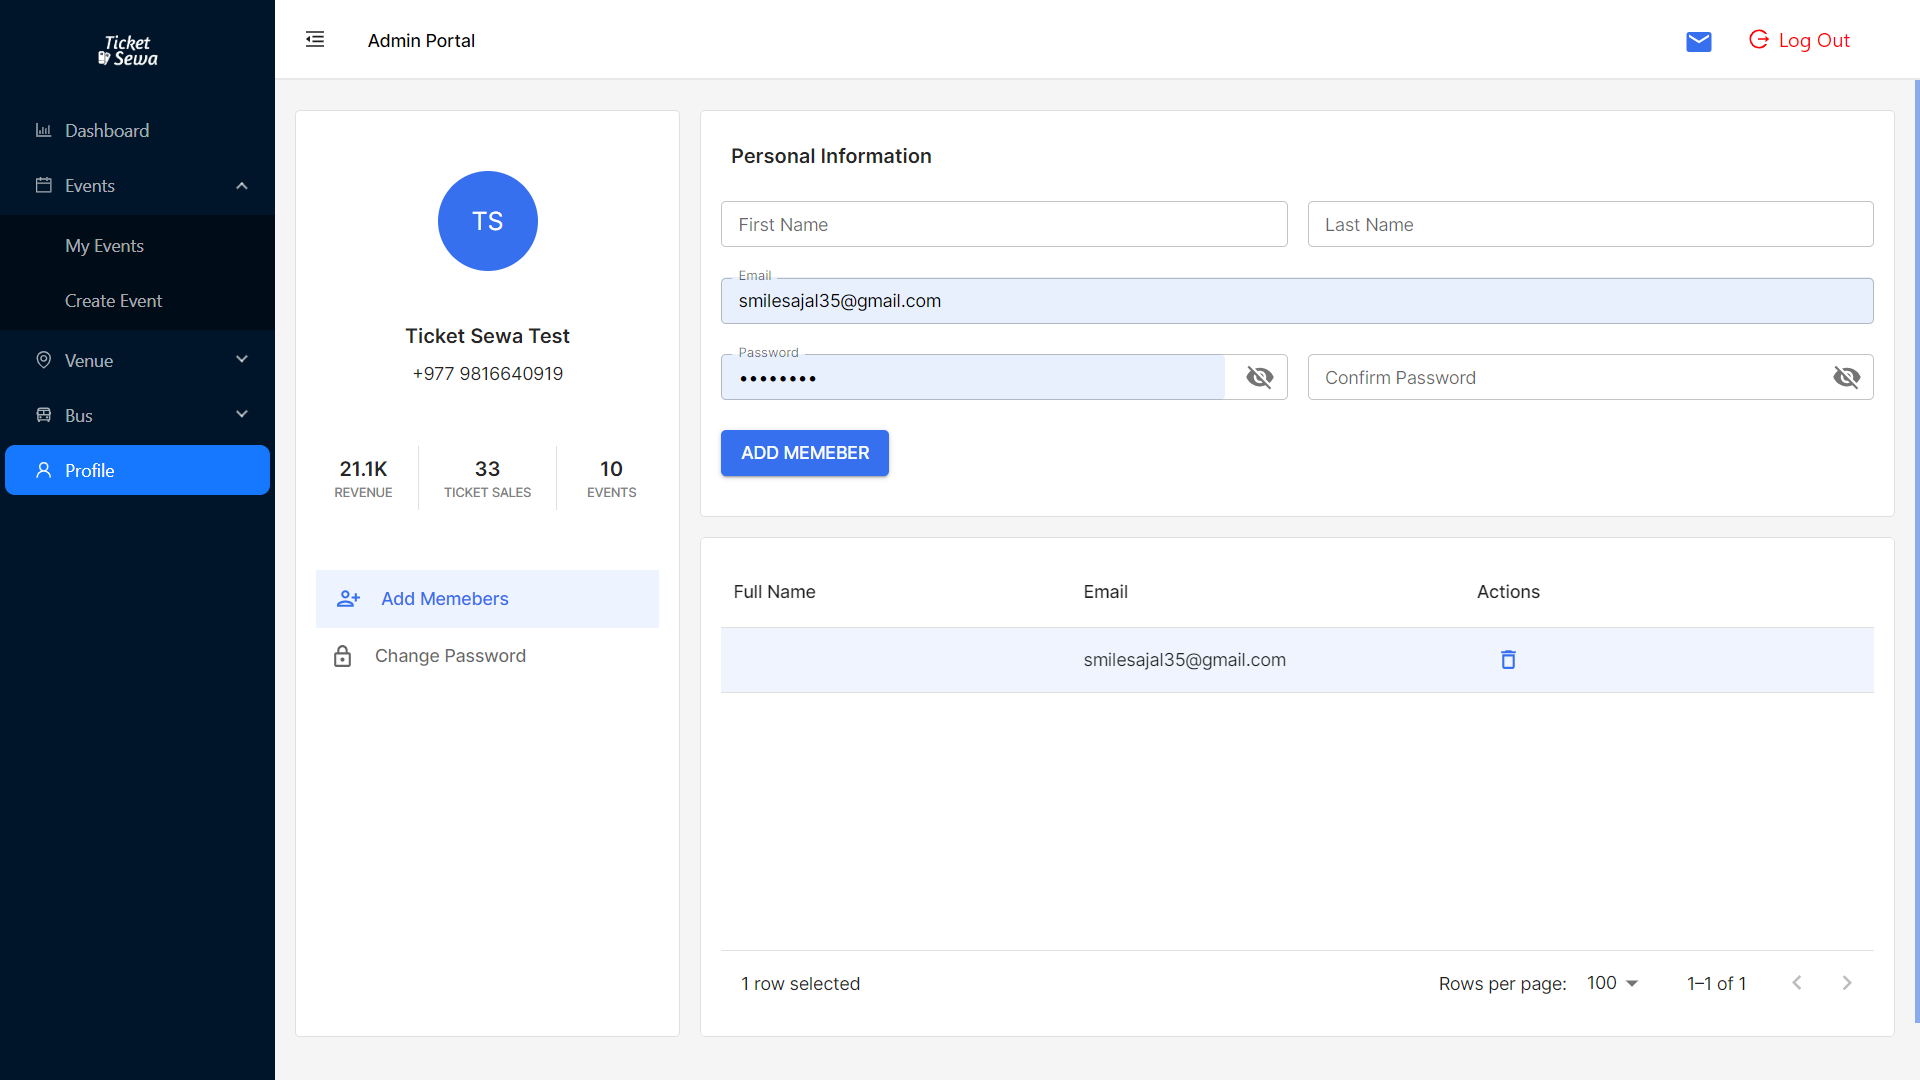 Ticket
Sewa
Dashboard
Events
My Events
Create Event
Venue
Bus
Profile
Admin Portal
Log Out
TS
Ticket Sewa Test
+977 9816640919
21.1K
REVENUE
33
TICKET SALES
10
EVENTS
Add Memebers
Change Password
Personal Information
First Name
Last Name
Email
smilesajal35@gmail.com
Password
••••••••
Confirm Password
ADD MEMEBER
Full Name Email Actions
smilesajal35@gmail.com
1 row selected
Rows per page: 100 1–1 of 1